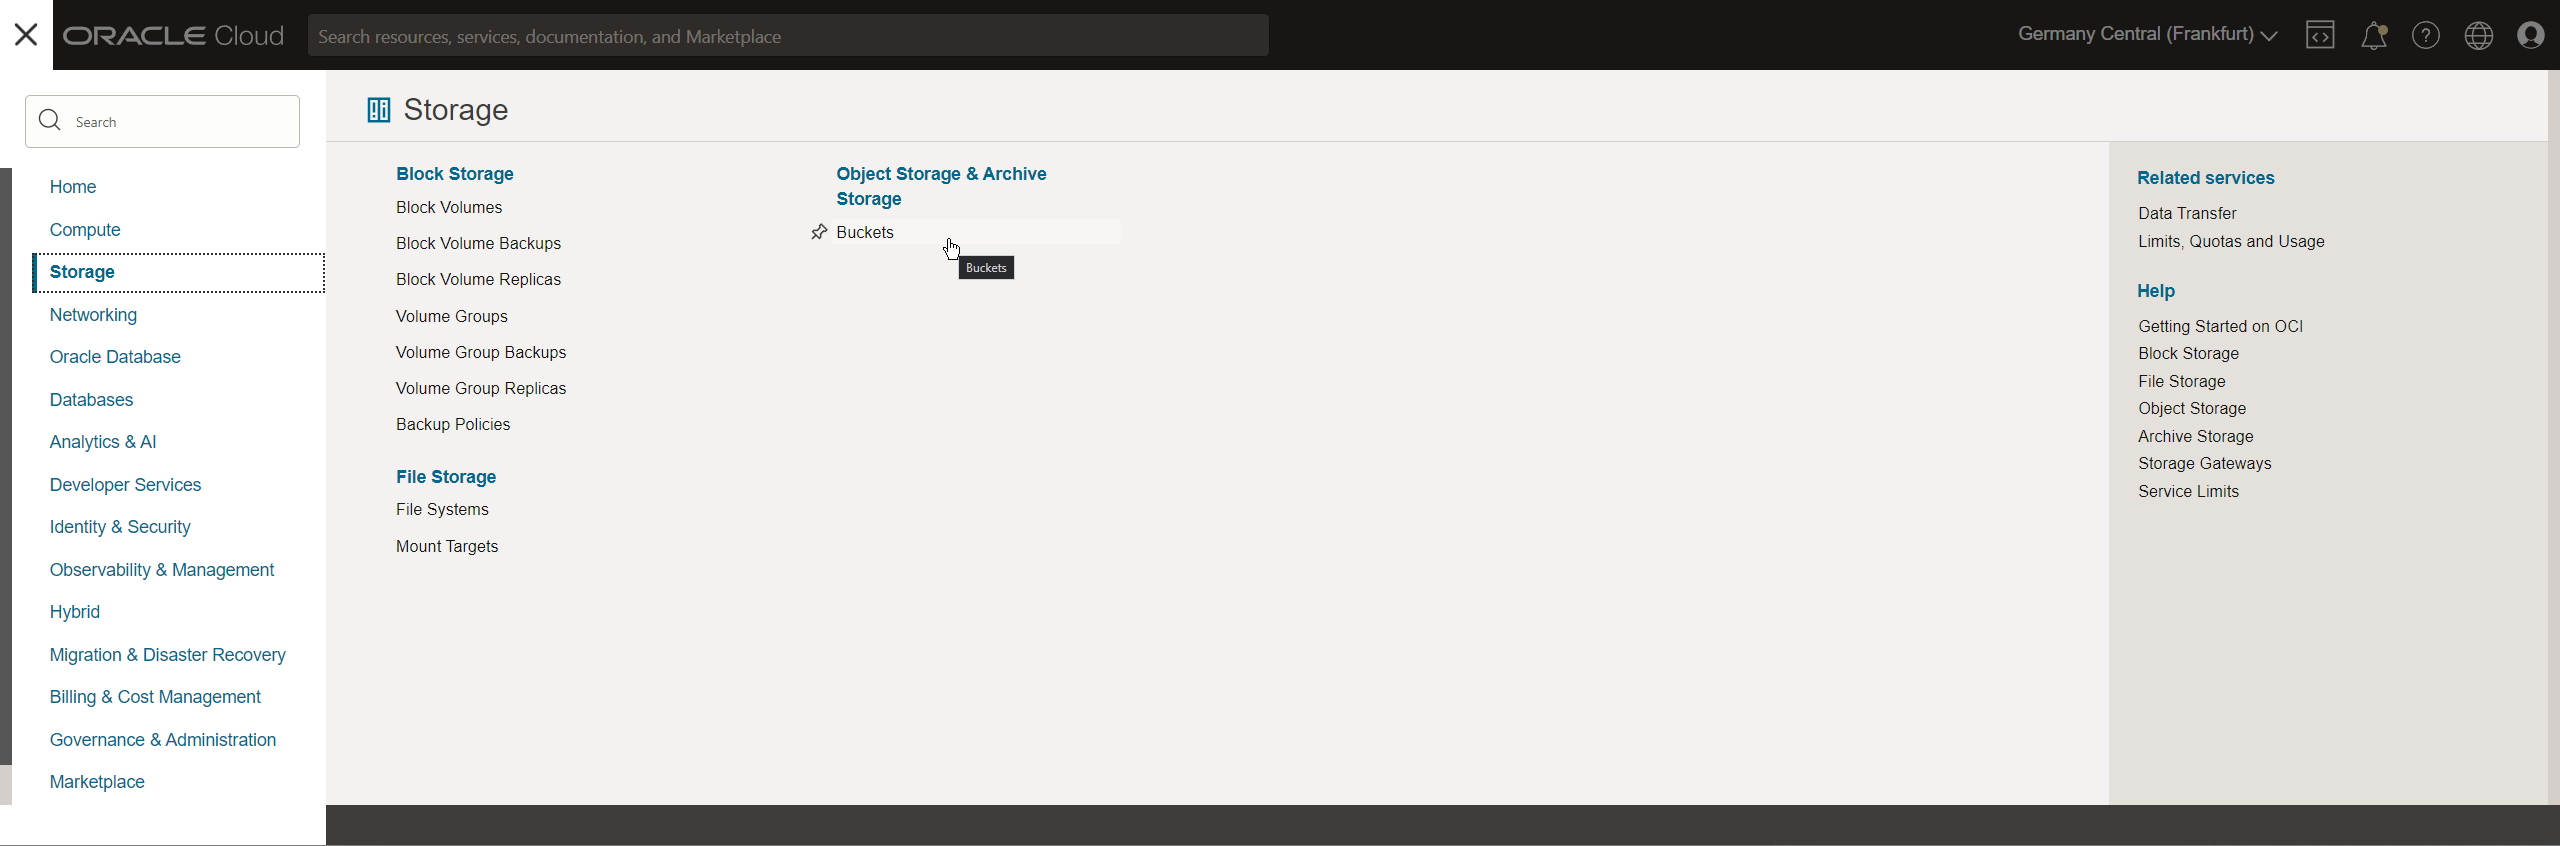 ORACLE Cloud
Search resources, services, documentation, and Marketplace
Germany Central (Frankfurt)
Search
Home
Compute
Storage
Networking
Oracle Database
Databases
Analytics & AI
Developer Services
Identity & Security
Observability & Management
Hybrid
Migration & Disaster Recovery
Billing & Cost Management
Governance & Administration
Marketplace
Storage
Block Storage
Block Volumes
Block Volume Backups
Block Volume Replicas
Volume Groups
Volume Group Backups
Volume Group Replicas
Backup Policies
File Storage
File Systems
Mount Targets
Object Storage & Archive
Storage
Buckets
Buckets
Related services
Data Transfer
Limits, Quotas and Usage
Help
Getting Started on OCI
Block Storage
File Storage
Object Storage
Archive Storage
Storage Gateways
Service Limits